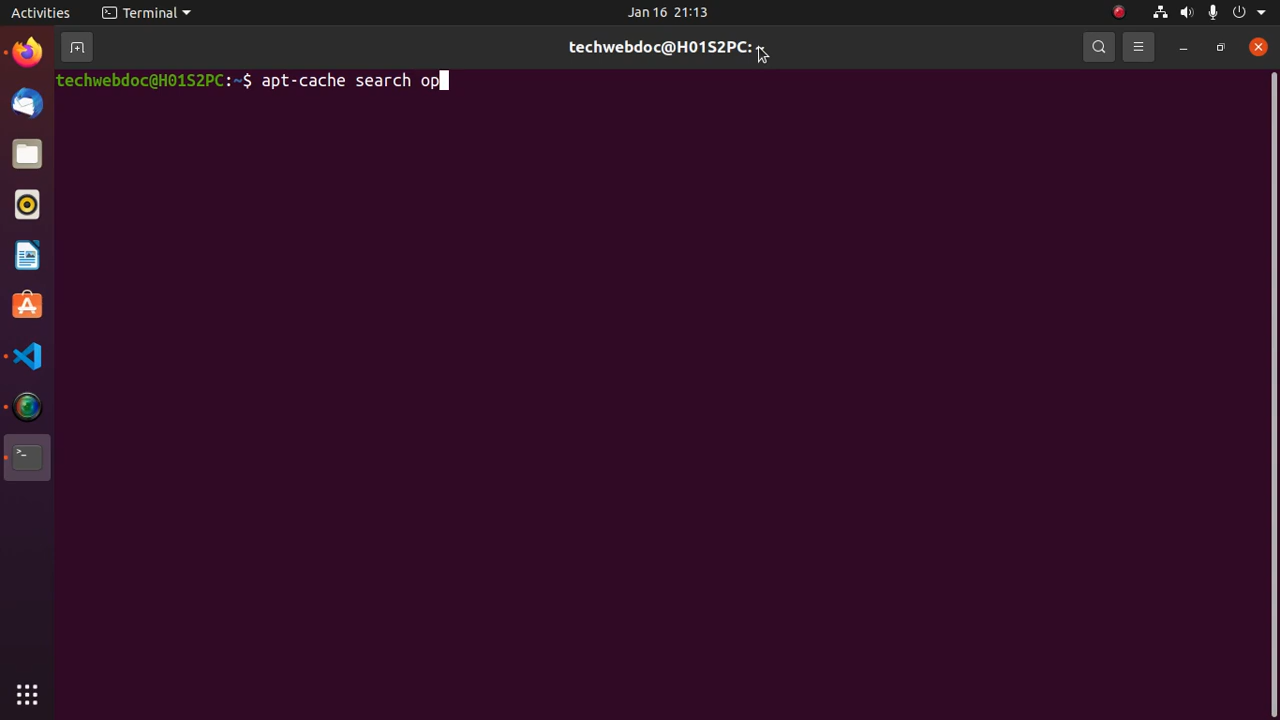 Activities Terminal Jan 16 21:13
techwebdoc@H01S2PC: ~
techwebdoc@H01S2PC:~$ apt-cache search op